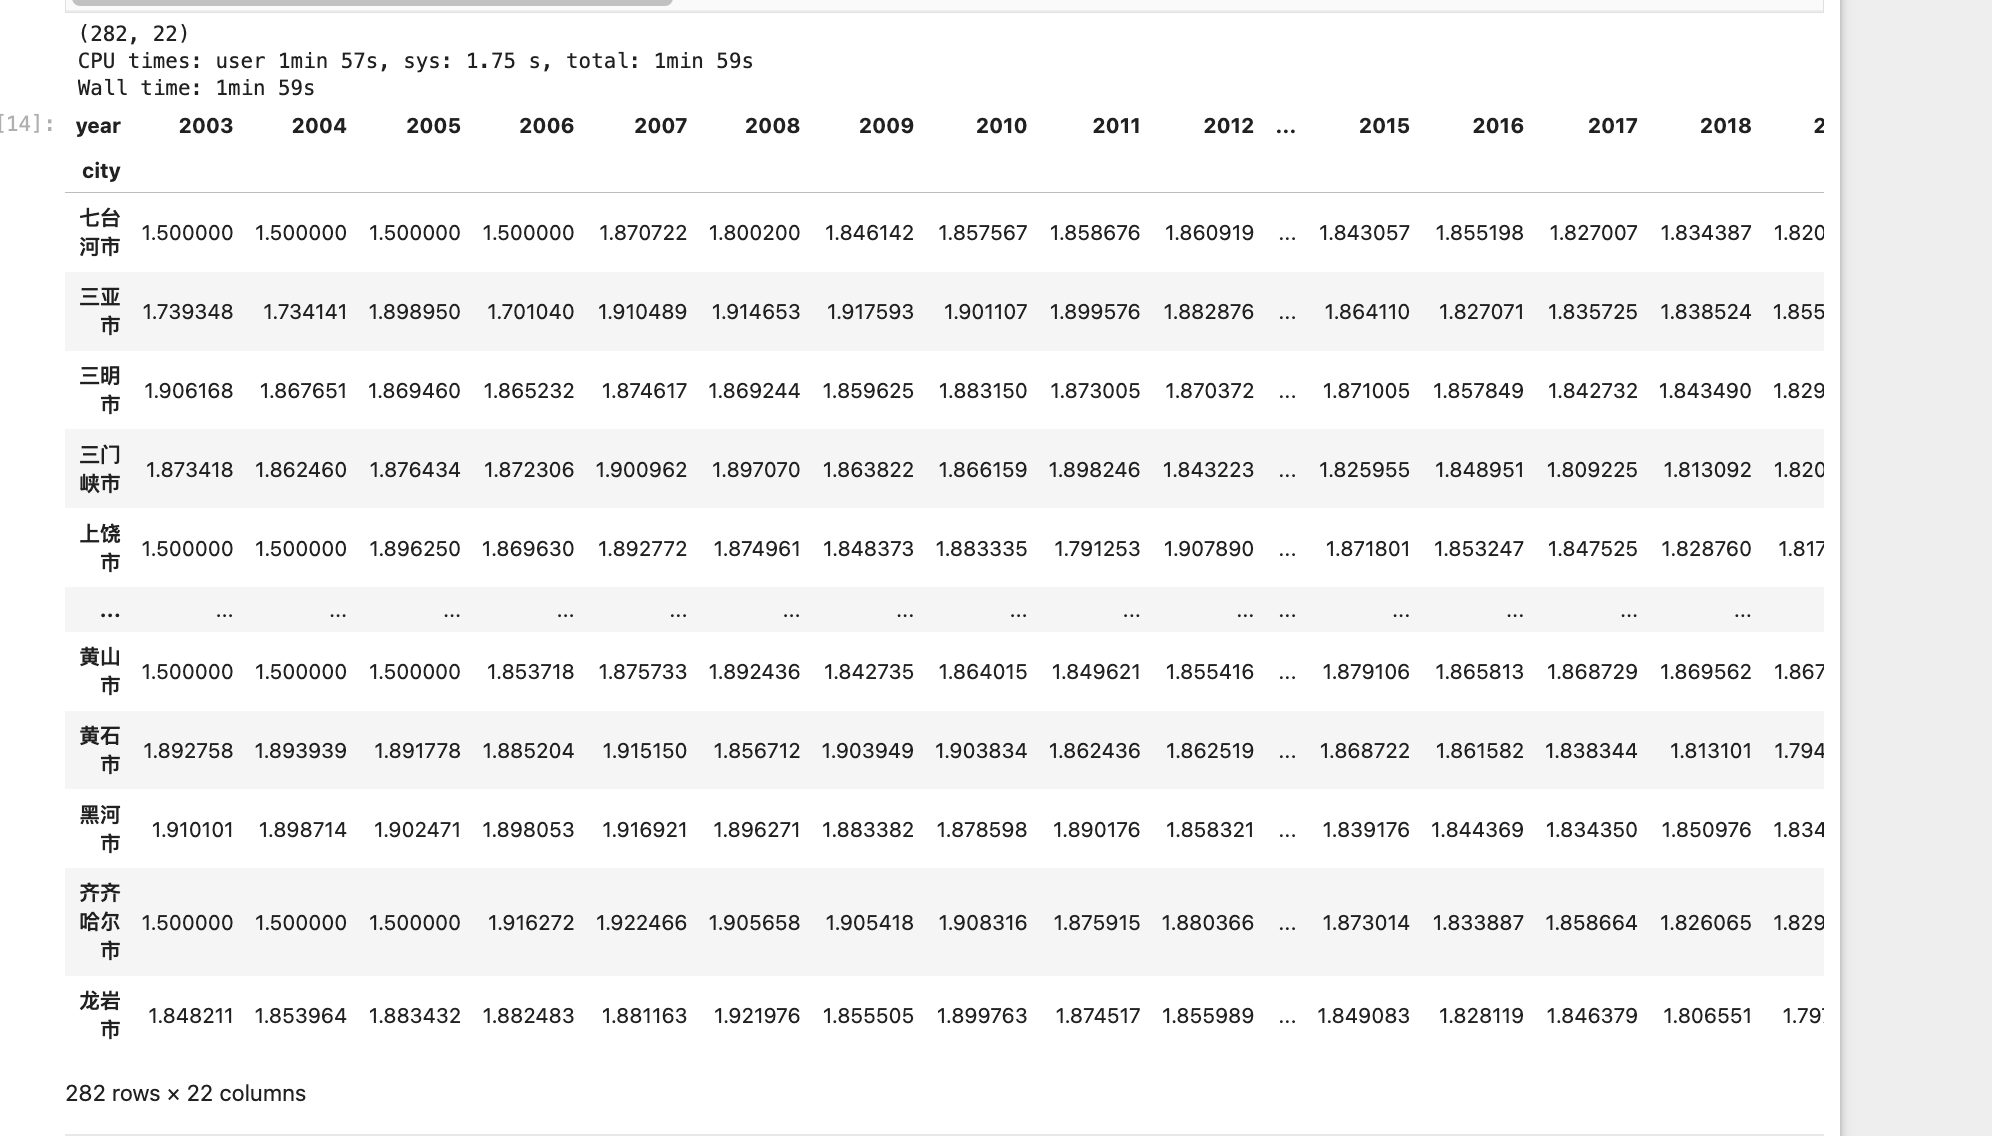 (282, 22)
CPU times: user 1min 57s, sys: 1.75 s, total: 1min 59s
Wall time: 1min 59s
[14]: year 2003 2004 2005 2006 2007 2008 2009 2010 2011 2012 ... 2015 2016 2017 2018 2
city
七台河市 1.500000 1.500000 1.500000 1.500000 1.870722 1.800200 1.846142 1.857567 1.858676 1.860919 ... 1.843057 1.855198 1.827007 1.834387 1.820
三亚市 1.739348 1.734141 1.898950 1.701040 1.910489 1.914653 1.917593 1.901107 1.899576 1.882876 ... 1.864110 1.827071 1.835725 1.838524 1.855
三明市 1.906168 1.867651 1.869460 1.865232 1.874617 1.869244 1.859625 1.883150 1.873005 1.870372 ... 1.871005 1.857849 1.842732 1.843490 1.829
三门峡市 1.873418 1.862460 1.876434 1.872306 1.900962 1.897070 1.863822 1.866159 1.898246 1.843223 ... 1.825955 1.848951 1.809225 1.813092 1.820
上饶市 1.500000 1.500000 1.896250 1.869630 1.892772 1.874961 1.848373 1.883335 1.791253 1.907890 ... 1.871801 1.853247 1.847525 1.828760 1.817
... ... ... ... ... ... ... ... ... ... ... ... ... ... ... ...
黄山市 1.500000 1.500000 1.500000 1.853718 1.875733 1.892436 1.842735 1.864015 1.849621 1.855416 ... 1.879106 1.865813 1.868729 1.869562 1.867
黄石市 1.892758 1.893939 1.891778 1.885204 1.915150 1.856712 1.903949 1.903834 1.862436 1.862519 ... 1.868722 1.861582 1.838344 1.813101 1.794
黑河市 1.910101 1.898714 1.902471 1.898053 1.916921 1.896271 1.883382 1.878598 1.890176 1.858321 ... 1.839176 1.844369 1.834350 1.850976 1.834
齐齐哈尔市 1.500000 1.500000 1.500000 1.916272 1.922466 1.905658 1.905418 1.908316 1.875915 1.880366 ... 1.873014 1.833887 1.858664 1.826065 1.829
龙岩市 1.848211 1.853964 1.883432 1.882483 1.881163 1.921976 1.855505 1.899763 1.874517 1.855989 ... 1.849083 1.828119 1.846379 1.806551 1.79
282 rows × 22 columns